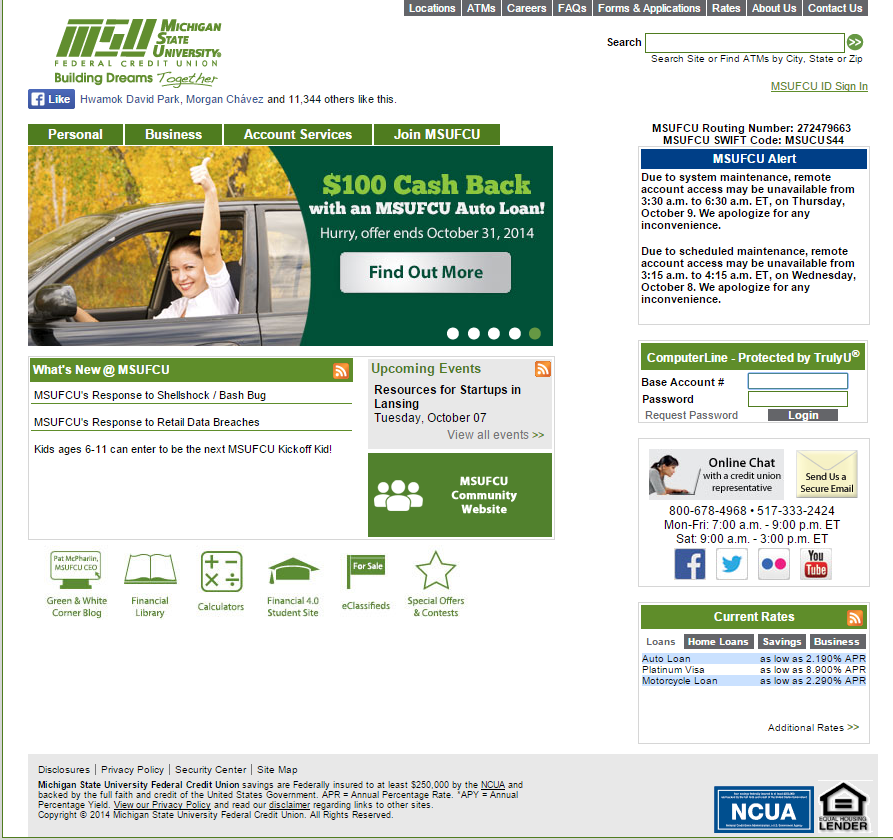 Locations ATMs Careers FAQs Forms & Applications Rates About Us Contact Us
MSU MICHIGAN STATE UNIVERSITY®
FEDERAL CREDIT UNION
Building Dreams Together
Search
Search Site or Find ATMs by City, State or Zip
MSUFCU ID Sign In
Like Hwamok David Park, Morgan Chávez and 11,344 others like this.
Personal Business Account Services Join MSUFCU
$100 Cash Back
with an MSUFCU Auto Loan!
Hurry, offer ends October 31, 2014
Find Out More
MSUFCU Routing Number: 272479663
MSUFCU SWIFT Code: MSUCUS44
MSUFCU Alert
Due to system maintenance, remote
account access may be unavailable from
3:30 a.m. to 6:30 a.m. ET, on Thursday,
October 9. We apologize for any
inconvenience.
Due to scheduled maintenance, remote
account access may be unavailable from
3:15 a.m. to 4:15 a.m. ET, on Wednesday,
October 8. We apologize for any
inconvenience.
What's New @ MSUFCU
MSUFCU's Response to Shellshock / Bash Bug
MSUFCU's Response to Retail Data Breaches
Kids ages 6-11 can enter to be the next MSUFCU Kickoff Kid!
Upcoming Events
Resources for Startups in
Lansing
Tuesday, October 07
View all events >>
MSUFCU
Community
Website
ComputerLine - Protected by TrulyU®
Base Account #
Password
Request Password Login
Online Chat
with a credit union
representative
Send Us a
Secure Email
800-678-4968 • 517-333-2424
Mon-Fri: 7:00 a.m. - 9:00 p.m. ET
Sat: 9:00 a.m. - 3:00 p.m. ET
You
Tube
Pat McPharlin,
MSUFCU CEO
Green & White
Corner Blog
Financial
Library
Calculators
Financial 4.0
Student Site
For Sale
eClassifieds
Special Offers
& Contests
Current Rates
Loans Home Loans Savings Business
Auto Loan as low as 2.190% APR
Platinum Visa as low as 8.900% APR
Motorcycle Loan as low as 2.290% APR
Additional Rates >>
Disclosures | Privacy Policy | Security Center | Site Map
Michigan State University Federal Credit Union savings are Federally insured to at least $250,000 by the NCUA and
backed by the full faith and credit of the United States Government. APR = Annual Percentage Rate. *APY = Annual
Percentage Yield. View our Privacy Policy and read our disclaimer regarding links to other sites.
Copyright © 2014 Michigan State University Federal Credit Union. All Rights Reserved.
NCUA
EQUAL HOUSING
LENDER